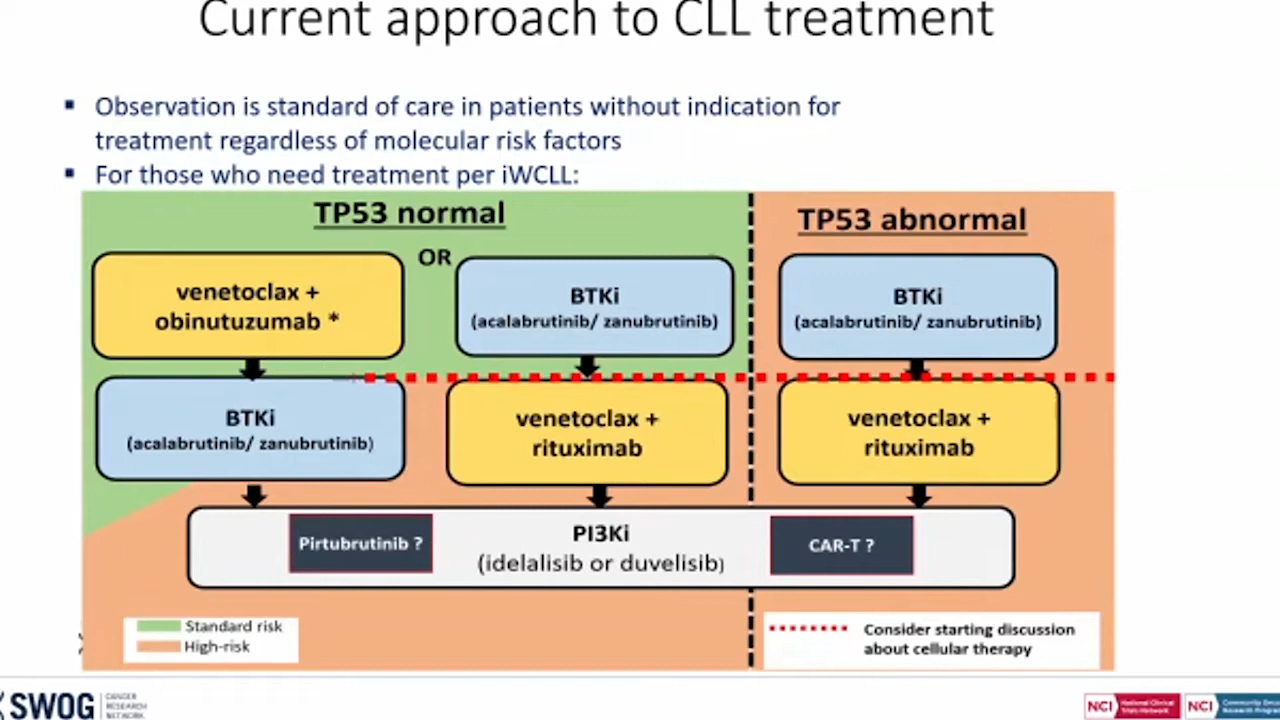 Current approach to CLL treatment
▪ Observation is standard of care in patients without indication for
treatment regardless of molecular risk factors
▪ For those who need treatment per iWCLL:
TP53 normal
TP53 abnormal
OR
venetoclax +
obinutuzumab *
BTKi
(acalabrutinib/ zanubrutinib)
BTKi
(acalabrutinib/ zanubrutinib)
BTKi
(acalabrutinib/ zanubrutinib)
venetoclax +
rituximab
venetoclax +
rituximab
Pirtubrutinib ?
PI3Ki
(idelalisib or duvelisib)
CAR-T ?
Standard risk
High-risk
Consider starting discussion
about cellular therapy
SWOG
CANCER
RESEARCH
NETWORK
NCI
National Clinical
Trials Network
NCI
Community Onco
Research Program